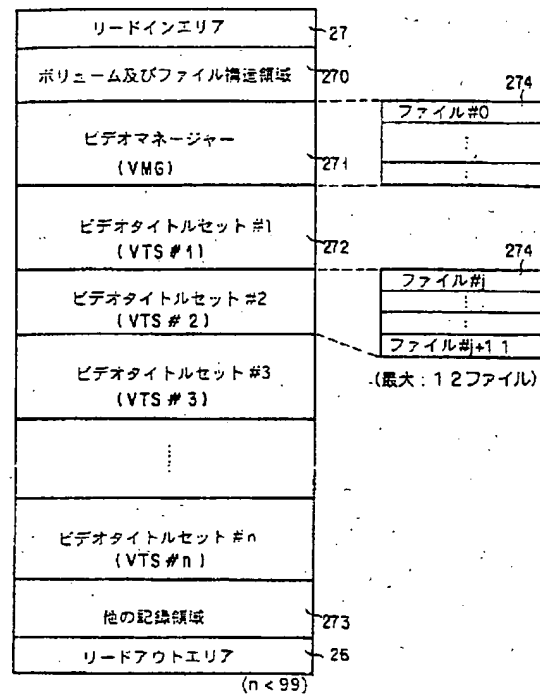 リードインエリア
27
ボリューム及びファイル構造領域
270
ビデオマネージャー
(VMG)
271
274
ファイル#0
⋮
:
ビデオタイトルセット #1
(VTS #1)
272
274
ファイル#j
⋮
:
ファイル#j+11
(最大:12ファイル)
ビデオタイトルセット #2
(VTS # 2)
ビデオタイトルセット #3
(VTS # 3)
⋮
ビデオタイトルセット #n
(VTS #n)
他の記録領域
273
リードアウトエリア
26
(n<99)